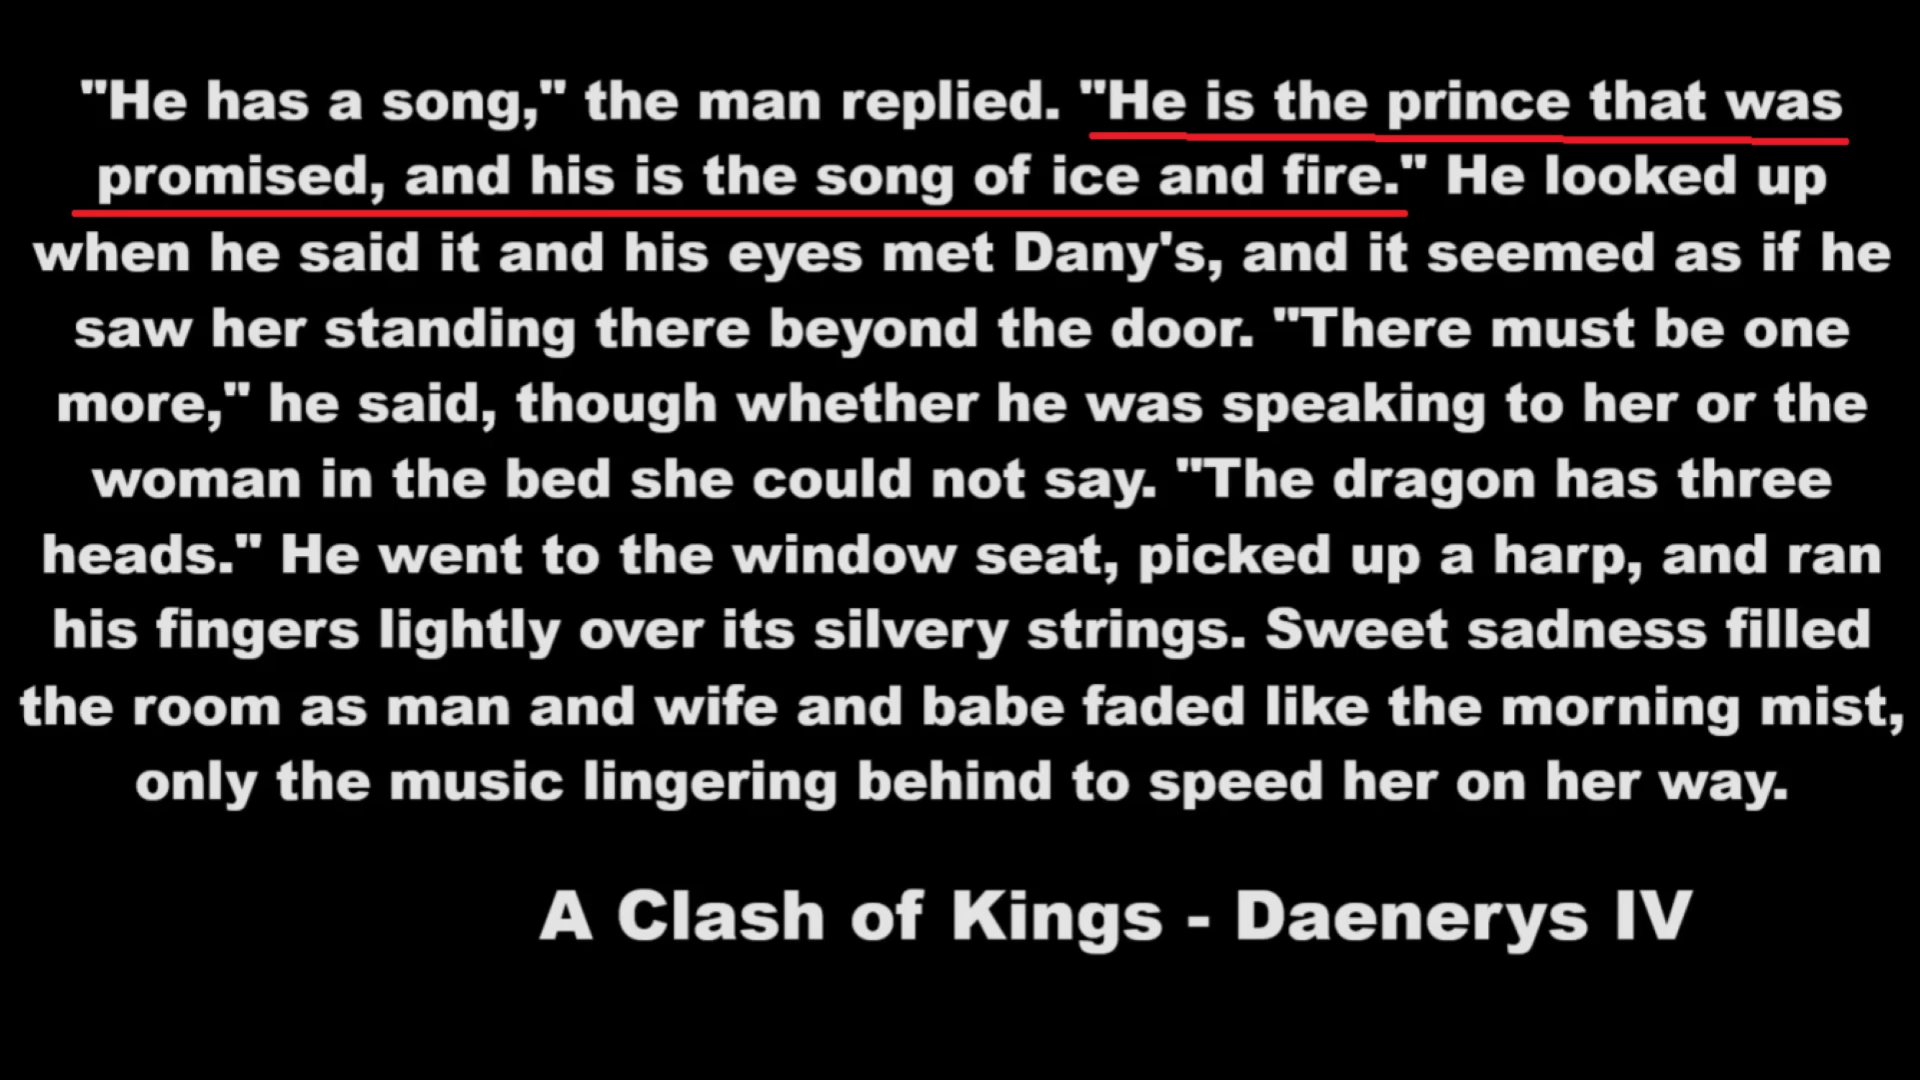 "He has a song," the man replied. "He is the prince that was
promised, and his is the song of ice and fire." He looked up
when he said it and his eyes met Dany's, and it seemed as if he
saw her standing there beyond the door. "There must be one
more," he said, though whether he was speaking to her or the
woman in the bed she could not say. "The dragon has three
heads." He went to the window seat, picked up a harp, and ran
his fingers lightly over its silvery strings. Sweet sadness filled
the room as man and wife and babe faded like the morning mist,
only the music lingering behind to speed her on her way.
A Clash of Kings - Daenerys IV